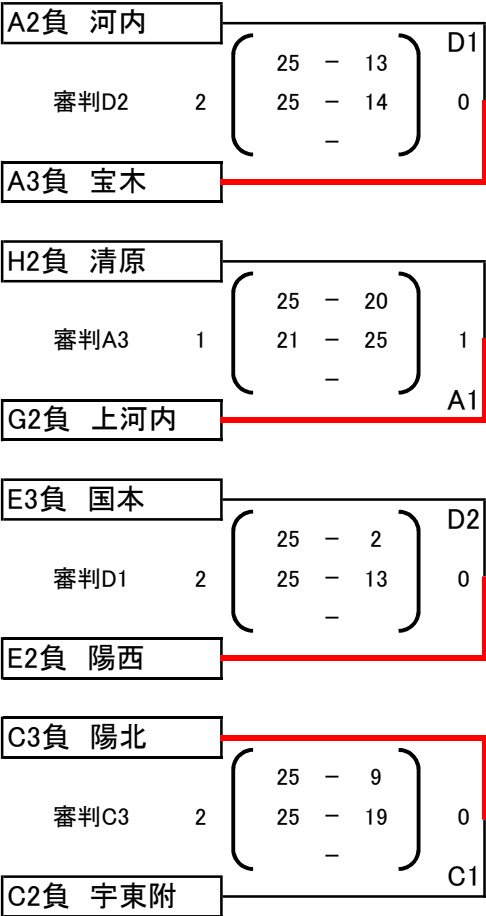 A2負 河内
D1
25 － 13
審判D2 2 25 － 14 0
－
A3負 宝木
H2負 清原
25 － 20
審判A3 1 21 － 25 1
－
A1
G2負 上河内
E3負 国本
D2
25 － 2
審判D1 2 25 － 13 0
－
E2負 陽西
C3負 陽北
25 － 9
審判C3 2 25 － 19 0
－
C1
C2負 宇東附